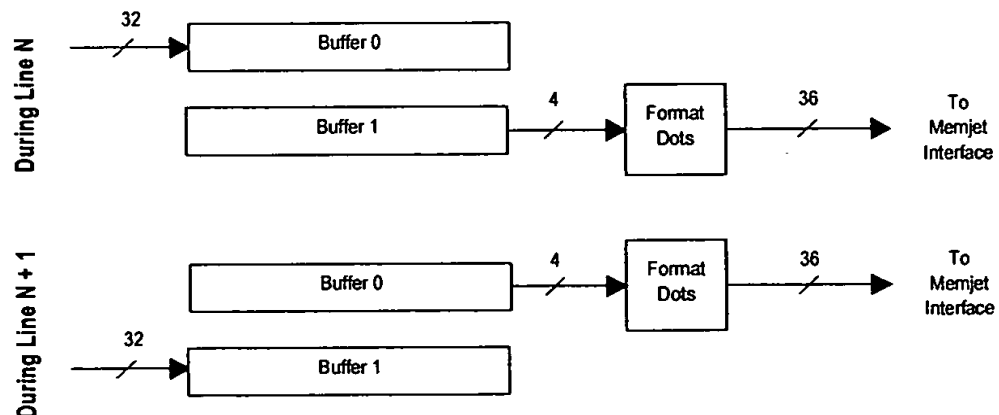 During Line N
32
Buffer 0
Buffer 1
4
Format
Dots
36
To
Memjet
Interface
During Line N + 1
Buffer 0
4
Format
Dots
36
To
Memjet
Interface
32
Buffer 1